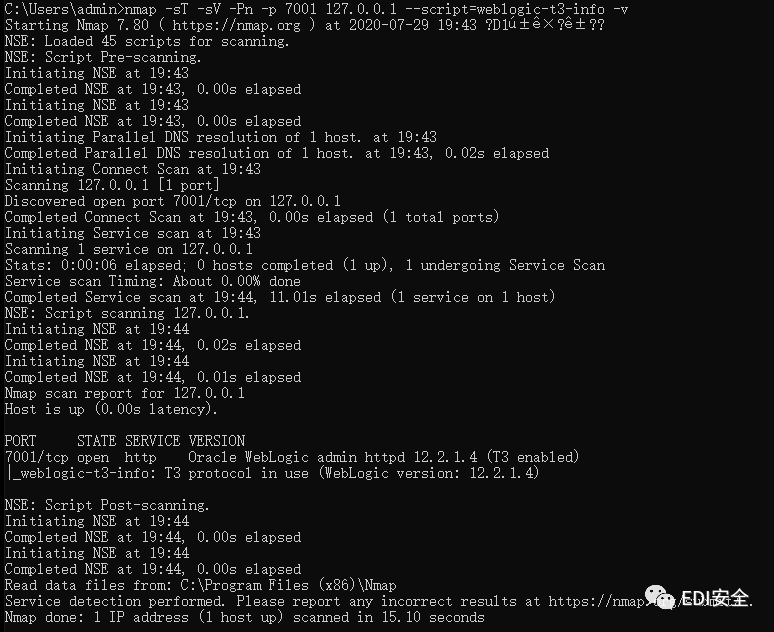 C:\Users\admin>nmap -sT -sV -Pn -p 7001 127.0.0.1 --script=weblogic-t3-info -v
Starting Nmap 7.80 ( https://nmap.org ) at 2020-07-29 19:43 ?D1ú±ê×?ê±??
NSE: Loaded 45 scripts for scanning.
NSE: Script Pre-scanning.
Initiating NSE at 19:43
Completed NSE at 19:43, 0.00s elapsed
Initiating NSE at 19:43
Completed NSE at 19:43, 0.00s elapsed
Initiating Parallel DNS resolution of 1 host. at 19:43
Completed Parallel DNS resolution of 1 host. at 19:43, 0.02s elapsed
Initiating Connect Scan at 19:43
Scanning 127.0.0.1 [1 port]
Discovered open port 7001/tcp on 127.0.0.1
Completed Connect Scan at 19:43, 0.00s elapsed (1 total ports)
Initiating Service scan at 19:43
Scanning 1 service on 127.0.0.1
Stats: 0:00:06 elapsed; 0 hosts completed (1 up), 1 undergoing Service Scan
Service scan Timing: About 0.00% done
Completed Service scan at 19:44, 11.01s elapsed (1 service on 1 host)
NSE: Script scanning 127.0.0.1.
Initiating NSE at 19:44
Completed NSE at 19:44, 0.02s elapsed
Initiating NSE at 19:44
Completed NSE at 19:44, 0.01s elapsed
Nmap scan report for 127.0.0.1
Host is up (0.00s latency).
PORT     STATE SERVICE VERSION
7001/tcp open  http    Oracle WebLogic admin httpd 12.2.1.4 (T3 enabled)
|_weblogic-t3-info: T3 protocol in use (WebLogic version: 12.2.1.4)
NSE: Script Post-scanning.
Initiating NSE at 19:44
Completed NSE at 19:44, 0.00s elapsed
Initiating NSE at 19:44
Completed NSE at 19:44, 0.00s elapsed
Read data files from: C:\Program Files (x86)\Nmap
Service detection performed. Please report any incorrect results at https://nmap.
Nmap done: 1 IP address (1 host up) scanned in 15.10 seconds
EDI安全